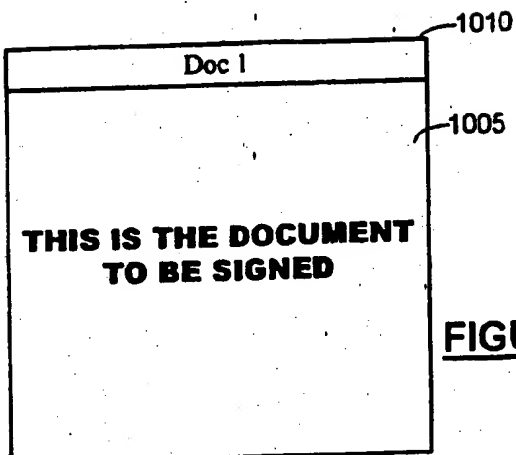 1010
Doc 1
1005
THIS IS THE DOCUMENT
TO BE SIGNED